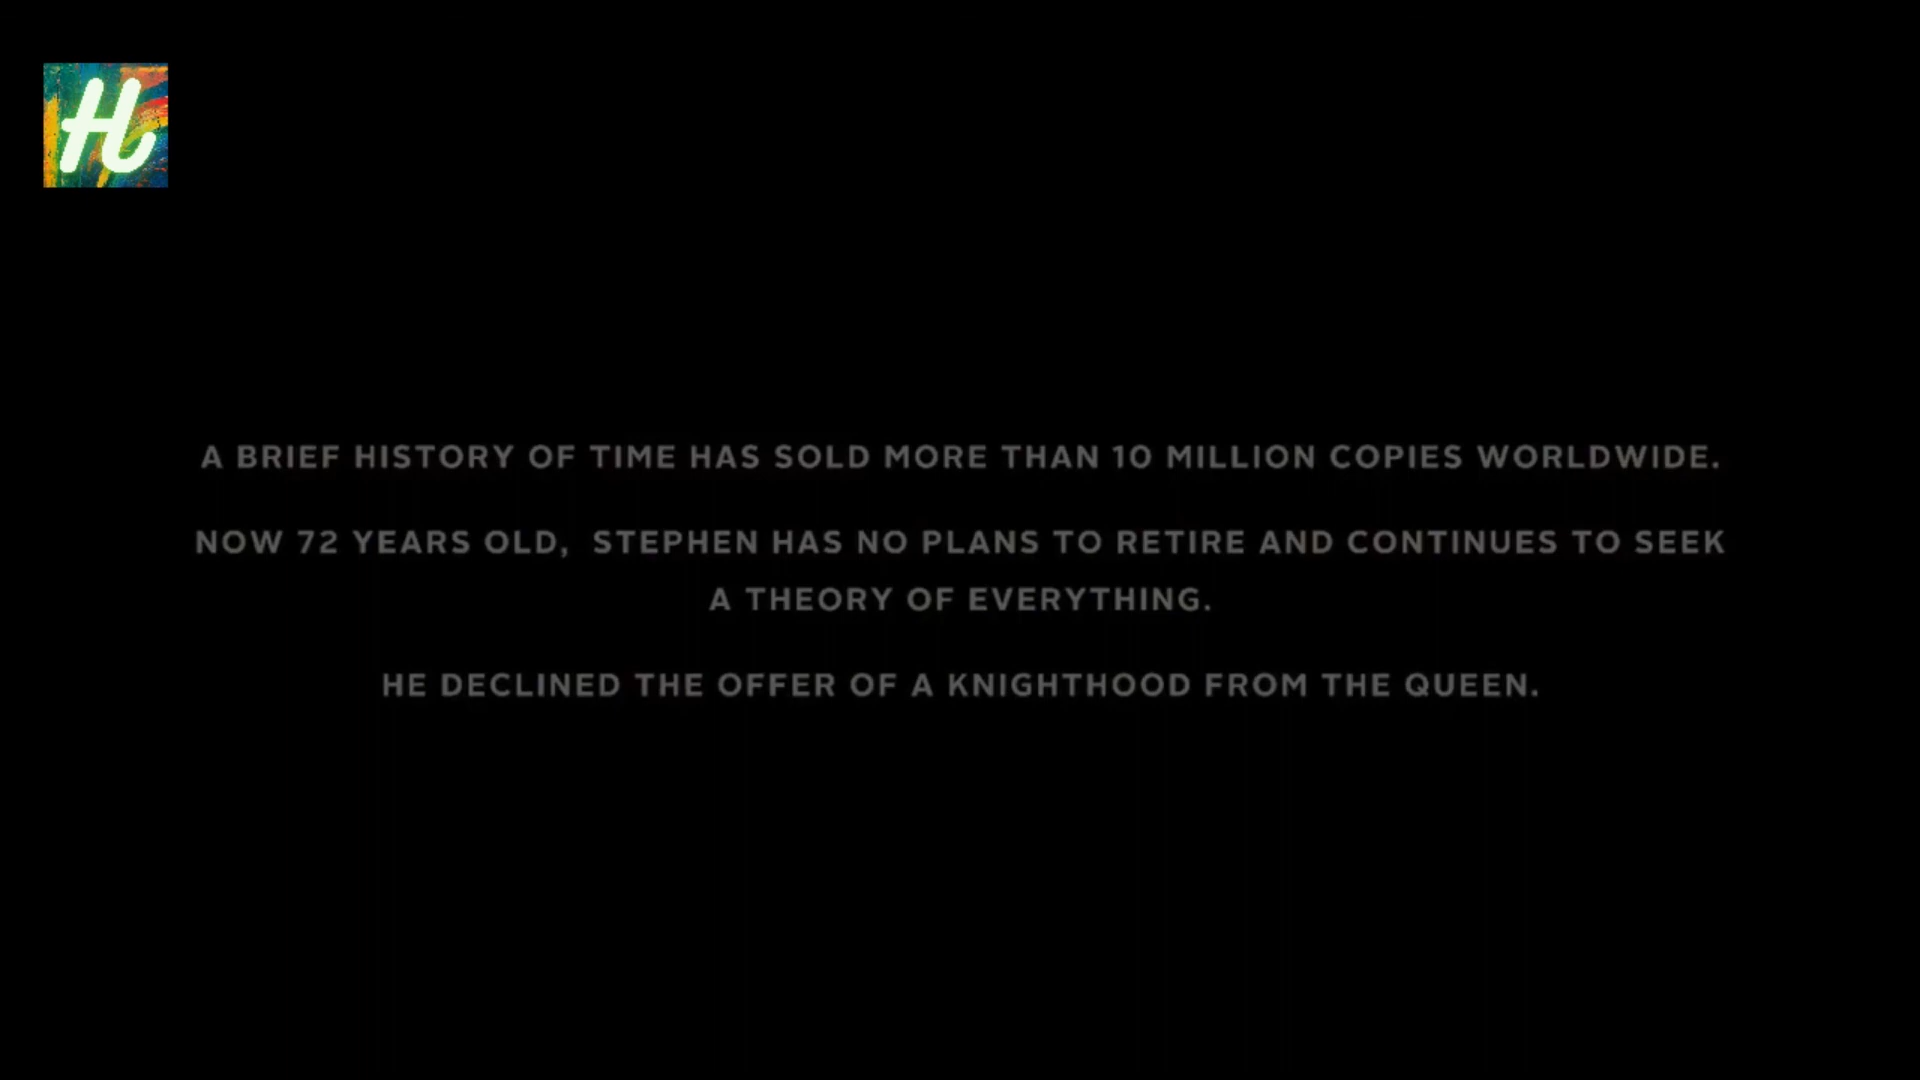 H
A BRIEF HISTORY OF TIME HAS SOLD MORE THAN 10 MILLION COPIES WORLDWIDE.
NOW 72 YEARS OLD, STEPHEN HAS NO PLANS TO RETIRE AND CONTINUES TO SEEK
A THEORY OF EVERYTHING.
HE DECLINED THE OFFER OF A KNIGHTHOOD FROM THE QUEEN.